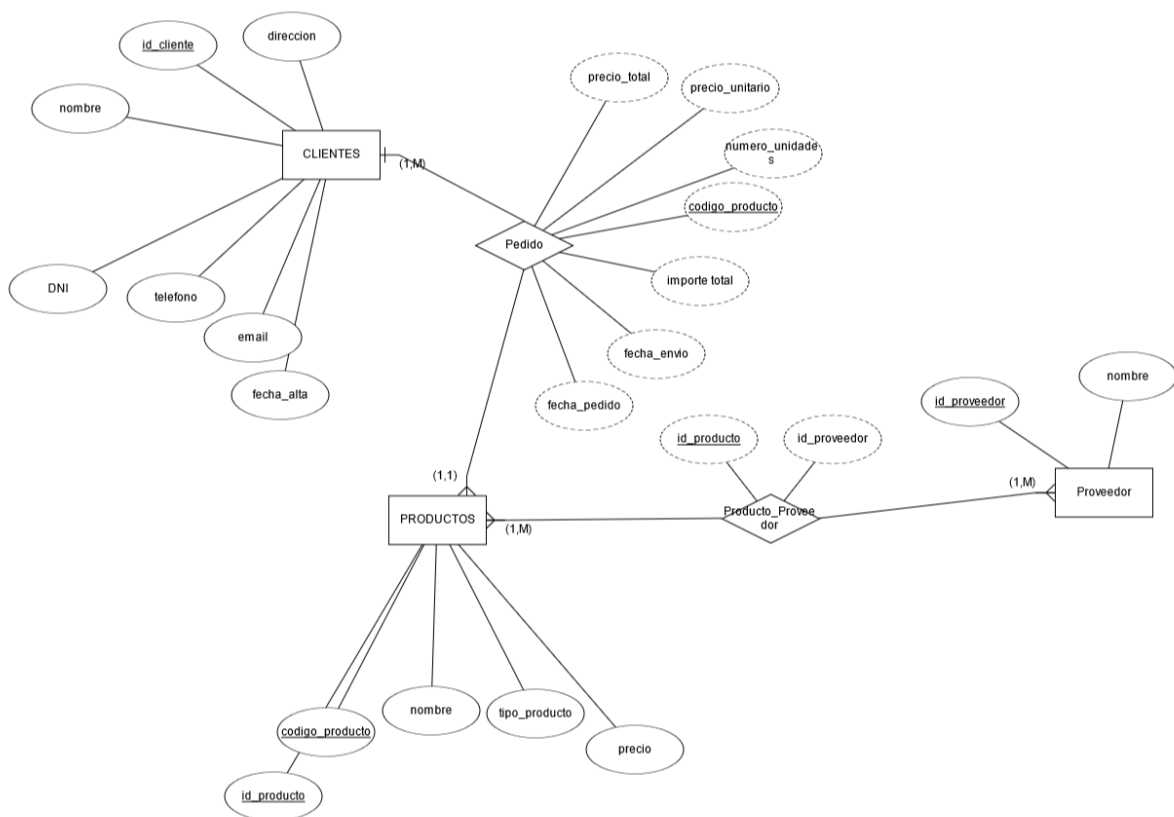 direccion
id_cliente
nombre
CLIENTES
(1,M)
DNI
telefono
email
fecha_alta
precio_total
precio_unitario
numero_unidade
s
codigo_producto
Pedido
importe total
fecha_envio
fecha_pedido
(1,1)
PRODUCTOS
(1,M)
id_producto
id_proveedor
Producto_Provee
dor
(1,M)
id_proveedor
nombre
Proveedor
codigo_producto
id_producto
nombre
tipo_producto
precio